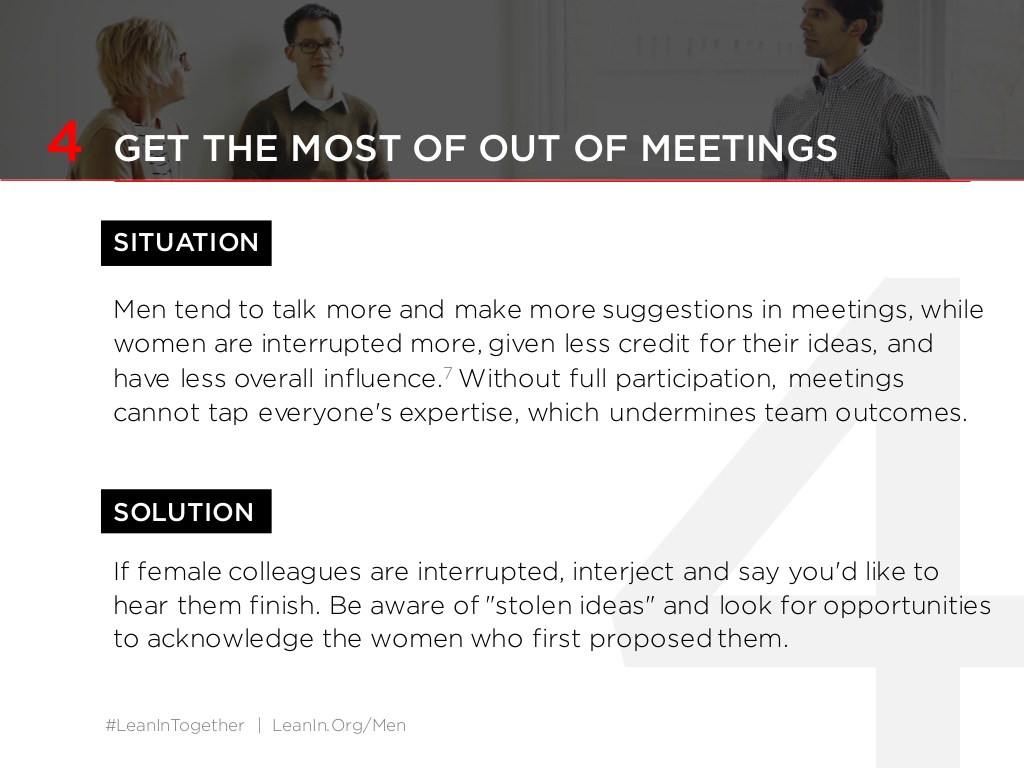 4 GET THE MOST OF OUT OF MEETINGS
SITUATION
Men tend to talk more and make more suggestions in meetings, while
women are interrupted more, given less credit for their ideas, and
have less overall influence.7 Without full participation, meetings
cannot tap everyone's expertise, which undermines team outcomes.
SOLUTION
If female colleagues are interrupted, interject and say you'd like to
hear them finish. Be aware of "stolen ideas" and look for opportunities
to acknowledge the women who first proposed them.
4
#LeanInTogether | LeanIn.Org/Men